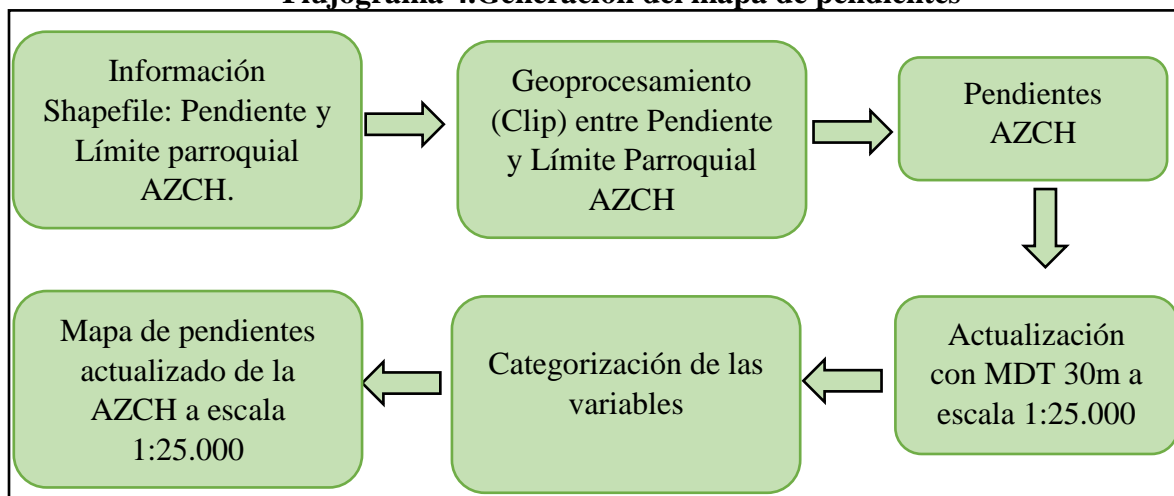 Flujograma 4.Generación del mapa de pendientes
Información
Shapefile: Pendiente y
Límite parroquial
AZCH.
Geoprocesamiento
(Clip) entre Pendiente
y Límite Parroquial
AZCH
Pendientes
AZCH
Actualización
con MDT 30m a
escala 1:25.000
Categorización de las
variables
Mapa de pendientes
actualizado de la
AZCH a escala
1:25.000